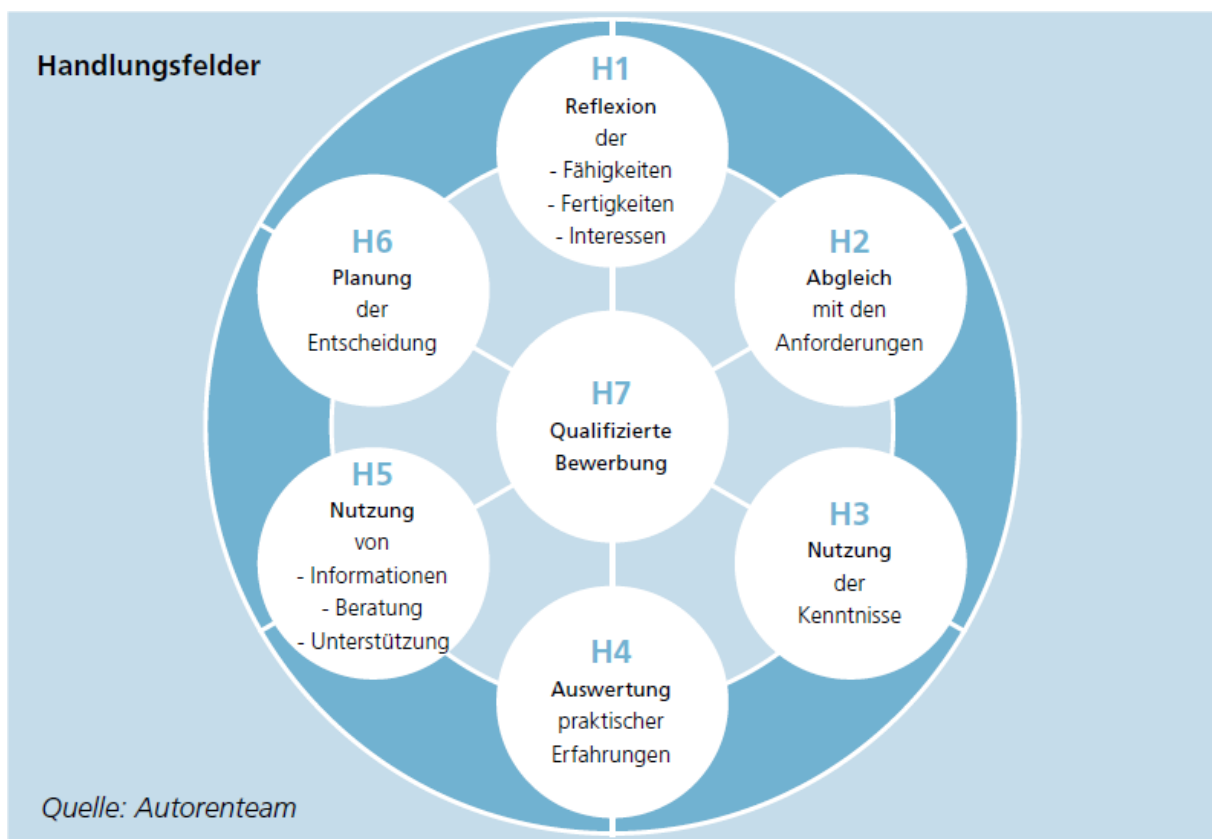 Handlungsfelder
H1
Reflexion
der
- Fähigkeiten
- Fertigkeiten
- Interessen
H2
Abgleich
mit den
Anforderungen
H3
Nutzung
der
Kenntnisse
H4
Auswertung
praktischer
Erfahrungen
H5
Nutzung
von
- Informationen
- Beratung
- Unterstützung
H6
Planung
der
Entscheidung
H7
Qualifizierte
Bewerbung
Quelle: Autorenteam